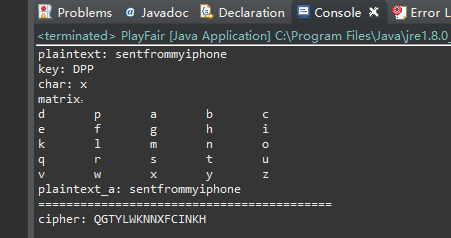 Problems @ Javadoc Declaration Console Error L
<terminated> PlayFair [Java Application] C:\Program Files\Java\jre1.8.0_
plaintext: sentfrommyiphone
key: DPP
char: x
matrix:
d p a b c
e f g h i
k l m n o
q r s t u
v w x y z
plaintext_a: sentfrommyiphone
==========================================
cipher: QGTYLWKNNXFCINKH